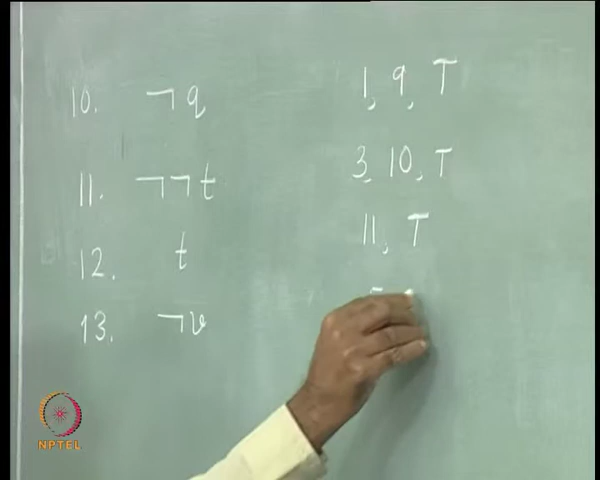 10. ¬q 1, 9, T
11. ¬¬t 3, 10, T
12. t 11, T
13. ¬v
NPTEL